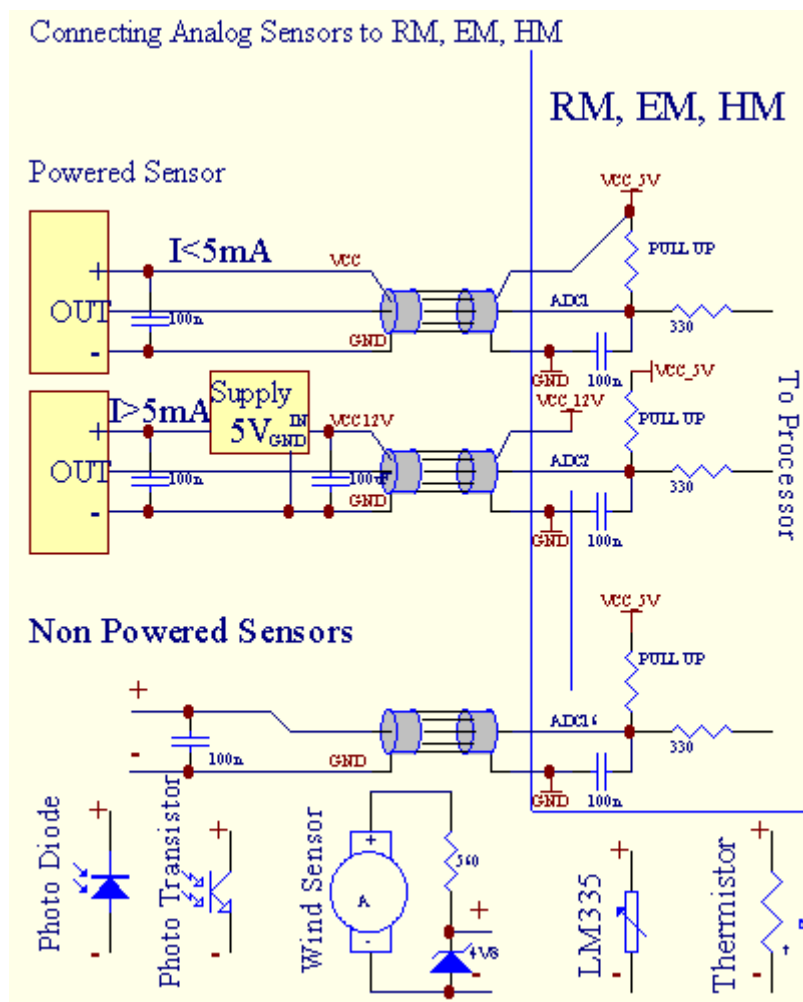 Connecting Analog Sensors to RM, EM, HM
RM, EM, HM
Powered Sensor
VCC_5V
I<5mA
VCC
PULL UP
+
OUT
-
100n
ADC1
330
GND
GND
100n
I>5mA
Supply
5V
IN
GND
VCC12V
VCC_12V
VCC_5V
PULL UP
+
OUT
-
100n
100n
ADC2
330
GND
GND
100n
To Processor
Non Powered Sensors
VCC_5V
PULL UP
+
-
100n
ADC16
330
GND
GND
100n
Photo Diode
+
-
Photo Transistor
+
-
Wind Sensor
+
A
-
560
+
4V8
-
LM335
+
-
Thermistor
+
-
t